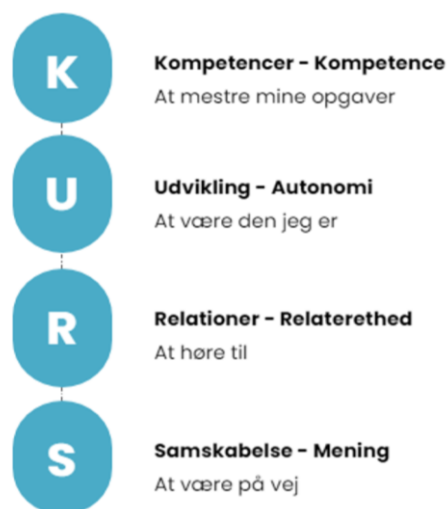 K
Kompetencer - Kompetence
At mestre mine opgaver
U
Udvikling - Autonomi
At være den jeg er
R
Relationer - Relaterethed
At høre til
S
Samskabelse - Mening
At være på vej